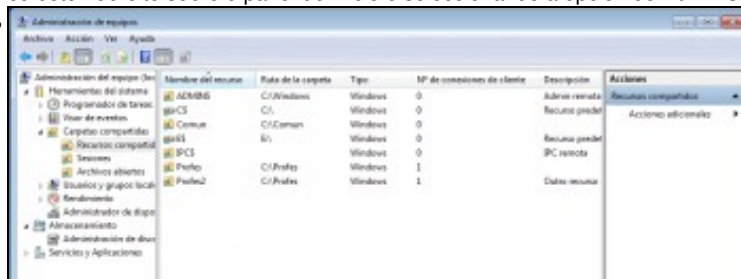 Administración de equipos
Archivo Acción Ver Ayuda
Administración del equipo (loc
Herramientas del sistema
Programador de tareas
Visor de eventos
Carpetas compartidas
Recursos compartid
Sesiones
Archivos abiertos
Usuarios y grupos locale
Rendimiento
Administrador de dispo
Almacenamiento
Administración de disco
Servicios y Aplicaciones
Nombre del recurso Ruta de la carpeta Tipo Nº de conexiones de cliente Descripción
ADMIN$ C:\Windows Windows 0 Admin remota
C$ C:\ Windows 0 Recurso predet
Comun C:\Comun Windows 0
E$ E:\ Windows 0 Recurso predet
IPC$ Windows 0 IPC remota
Profes C:\Profes Windows 1
Profes2 C:\Profes Windows 1 Outro recurso
Acciones
Recursos compartidos
Acciones adicionales